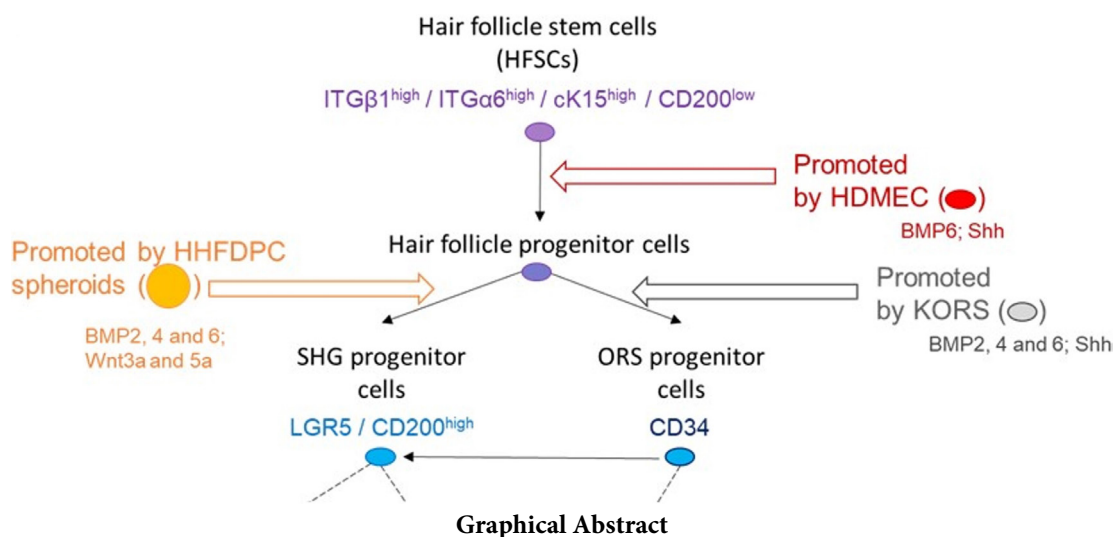 Hair follicle stem cells
(HFSCs)
ITGβ1high / ITGα6high / cK15high / CD200low
Promoted
by HDMEC ( )
BMP6; Shh
Hair follicle progenitor cells
Promoted by HHFDPC
spheroids ( )
BMP2, 4 and 6;
Wnt3a and 5a
Promoted
by KORS ( )
BMP2, 4 and 6; Shh
SHG progenitor
cells
LGR5 / CD200high
ORS progenitor
cells
CD34
Graphical Abstract